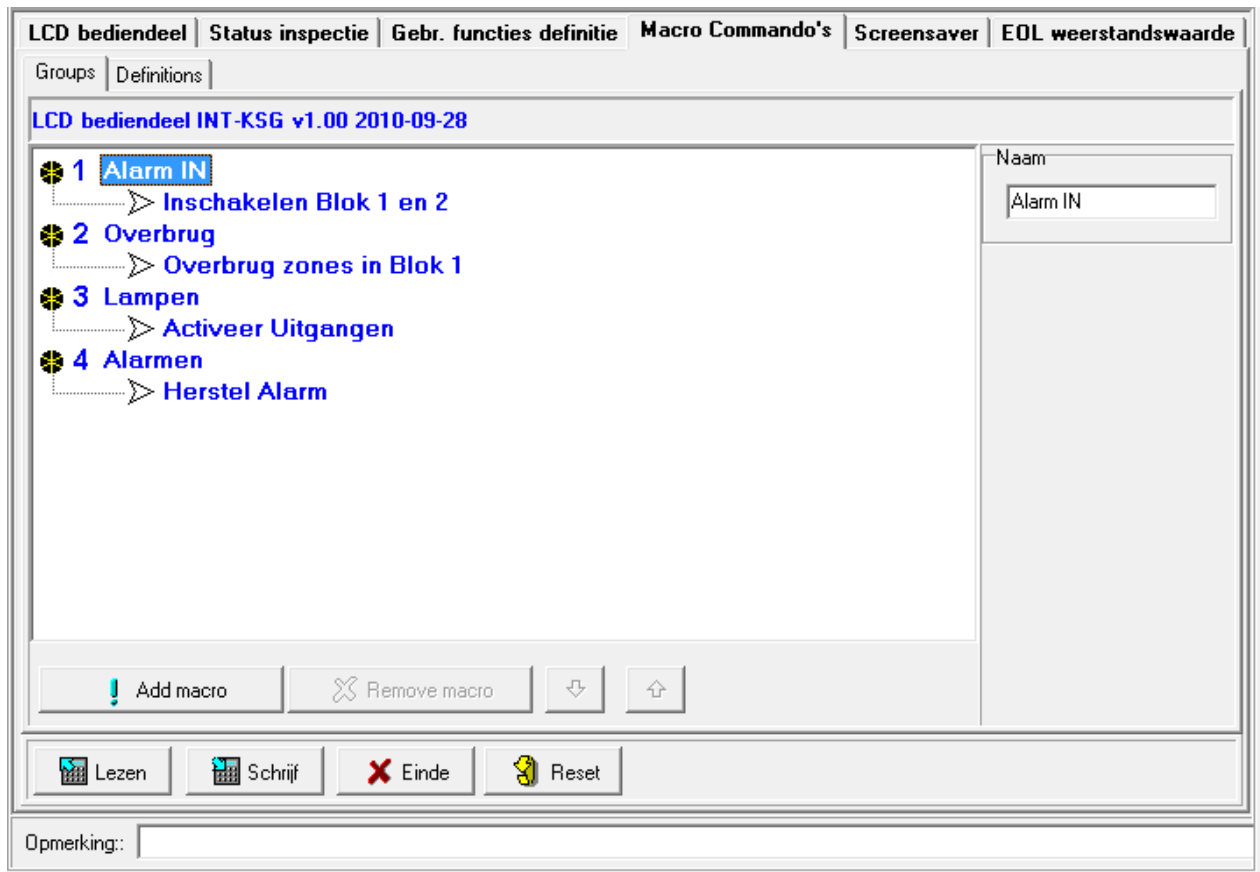 LCD bediendeel Status inspectie Gebr. functies definitie Macro Commando's Screensaver EOL weerstandswaarde
Groups Definitions
LCD bediendeel INT-KSG v1.00 2010-09-28
1 Alarm IN
Inschakelen Blok 1 en 2
2 Overbrug
Overbrug zones in Blok 1
3 Lampen
Activeer Uitgangen
4 Alarmen
Herstel Alarm
Naam
Alarm IN
Add macro Remove macro
Lezen Schrijf Einde Reset
Opmerking::